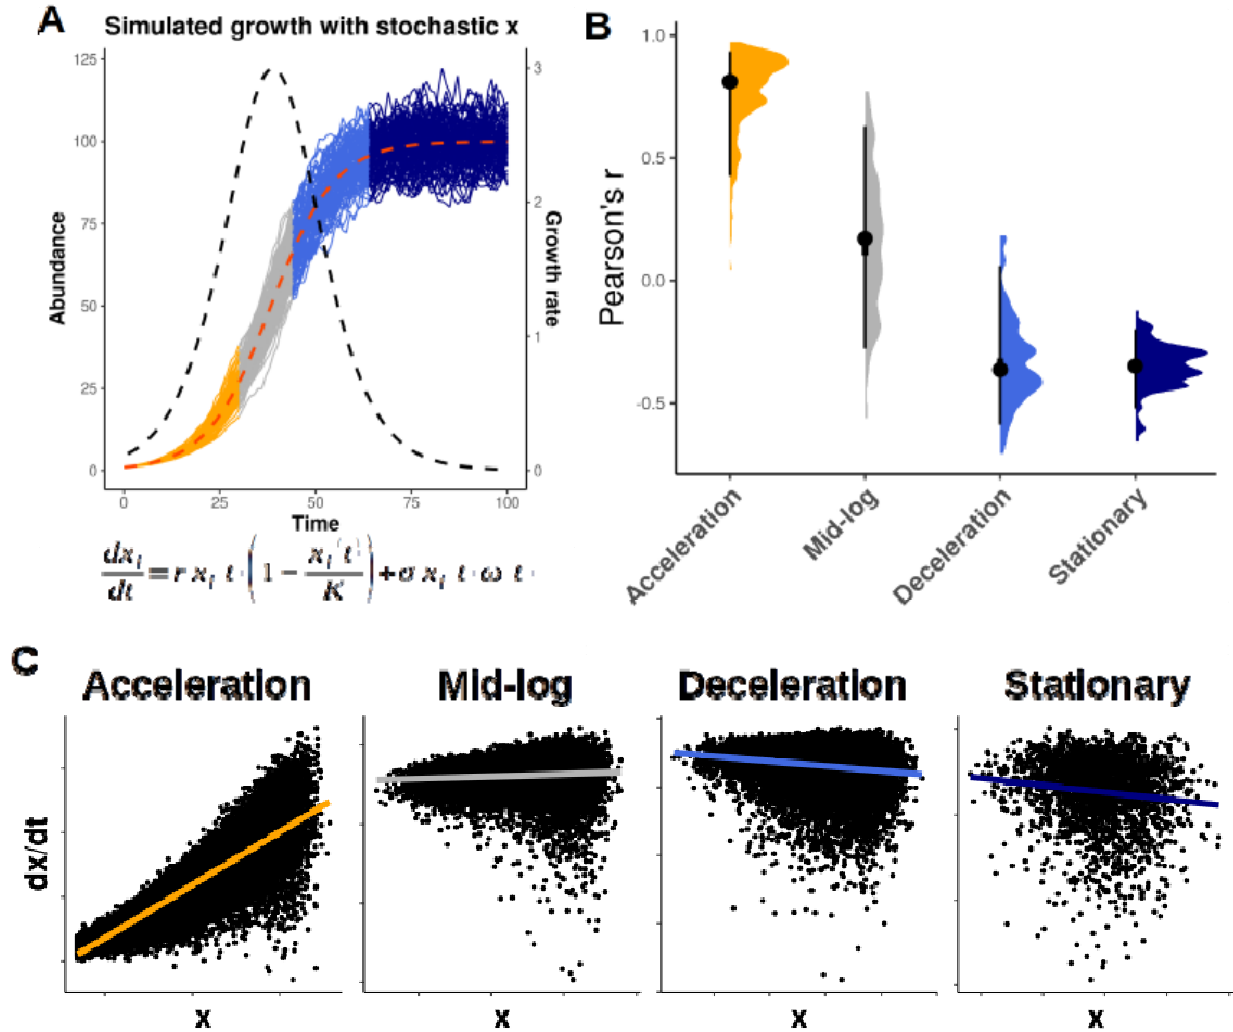 A
Simulated growth with stochastic x
125
100
75
50
25
0
Abundance
3
2
1
0
Growth rate
0
25
50
75
100
Time
B
1.0
0.5
0.0
-0.5
Pearson's r
Acceleration
Mid-log
Deceleration
Stationary
C
Acceleration
Mid-log
Deceleration
Stationary
dx/dt
x
x
x
x